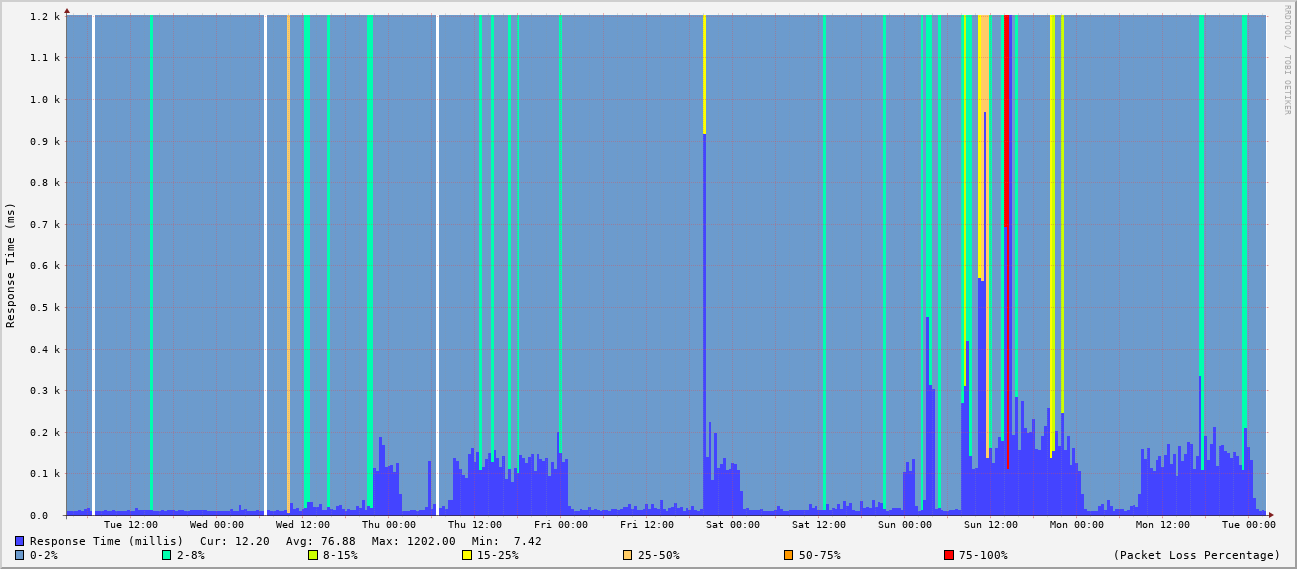 RRDTOOL / TOBI OETIKER
Response Time (ms)
1.2 k
1.1 k
1.0 k
0.9 k
0.8 k
0.7 k
0.6 k
0.5 k
0.4 k
0.3 k
0.2 k
0.1 k
0.0
Tue 12:00 Wed 00:00 Wed 12:00 Thu 00:00 Thu 12:00 Fri 00:00 Fri 12:00 Sat 00:00 Sat 12:00 Sun 00:00 Sun 12:00 Mon 00:00 Mon 12:00 Tue 00:00
Response Time (millis) Cur: 12.20 Avg: 76.88 Max: 1202.00 Min: 7.42
0-2% 2-8% 8-15% 15-25% 25-50% 50-75% 75-100% (Packet Loss Percentage)